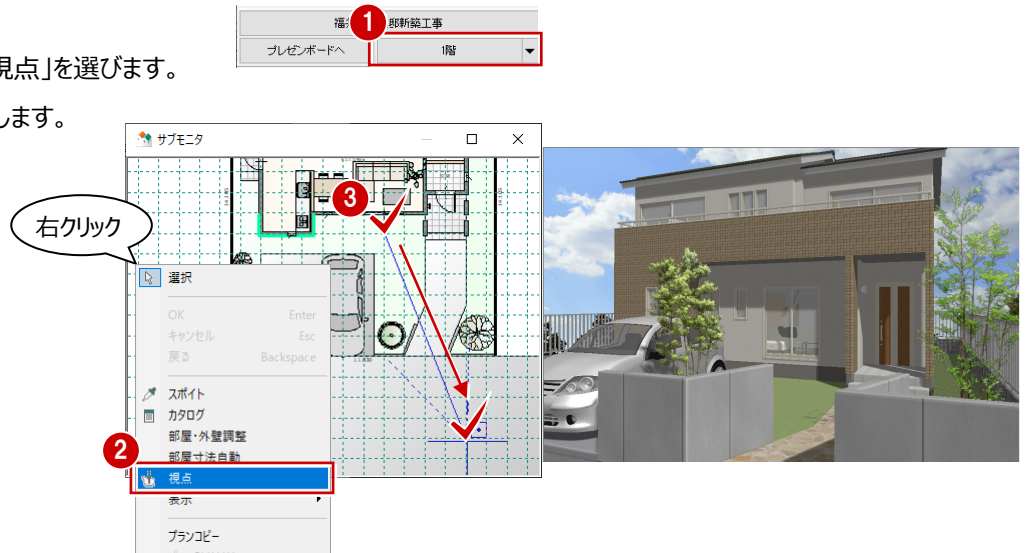 福
邸新築工事
1
プレゼンボードへ
1階
視点」を選びます。
します。
サブモニタ
3
右クリック
選択
OK Enter
キャンセル Esc
戻る Backspace
スポイト
カタログ
部屋・外壁調整
2
部屋寸法自動
視点
表示
プランコピー